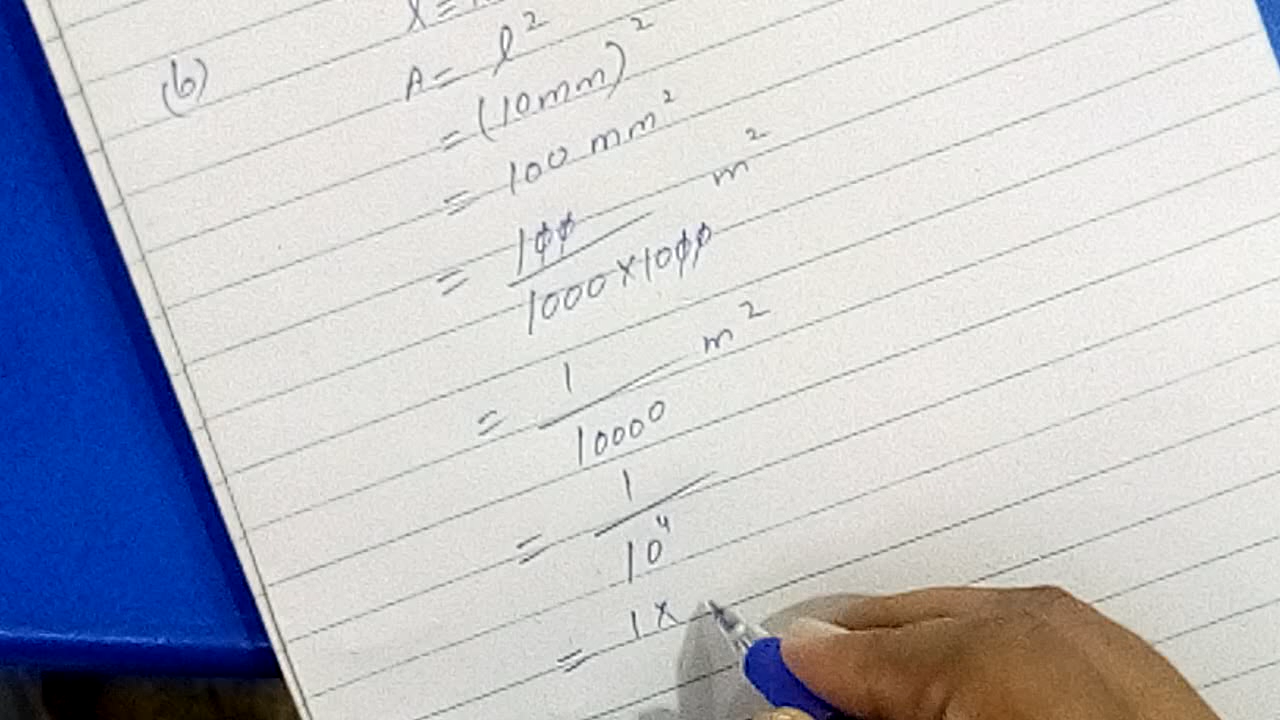 (b) A = l²
= (10mm)²
= 100 mm²
= 100/1000×1000 m²
= 1/10000 m²
= 1/10⁴
= 1×